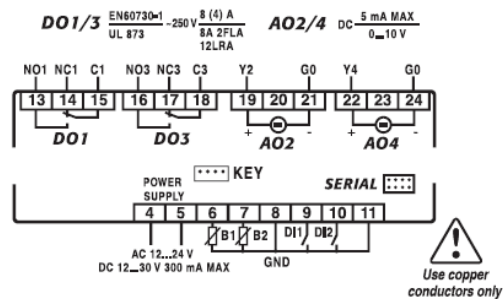 DO1/3 EN60730-1 UL 873 ~250V 8 (4) A 8A 2FLA 12LRA AO2/4 DC 5 mA MAX 0...10 V
NO1 NC1 C1 NO3 NC3 C3 Y2 G0 Y4 G0
13 14 15 16 17 18 19 20 21 22 23 24
+ - + -
DO1 DO3 AO2 AO4
KEY
POWER SUPPLY
SERIAL
4 5 6 7 8 9 10 11
B1 B2 DI1 DI2
GND
AC 12...24 V
DC 12...30 V 300 mA MAX
Use copper
conductors only